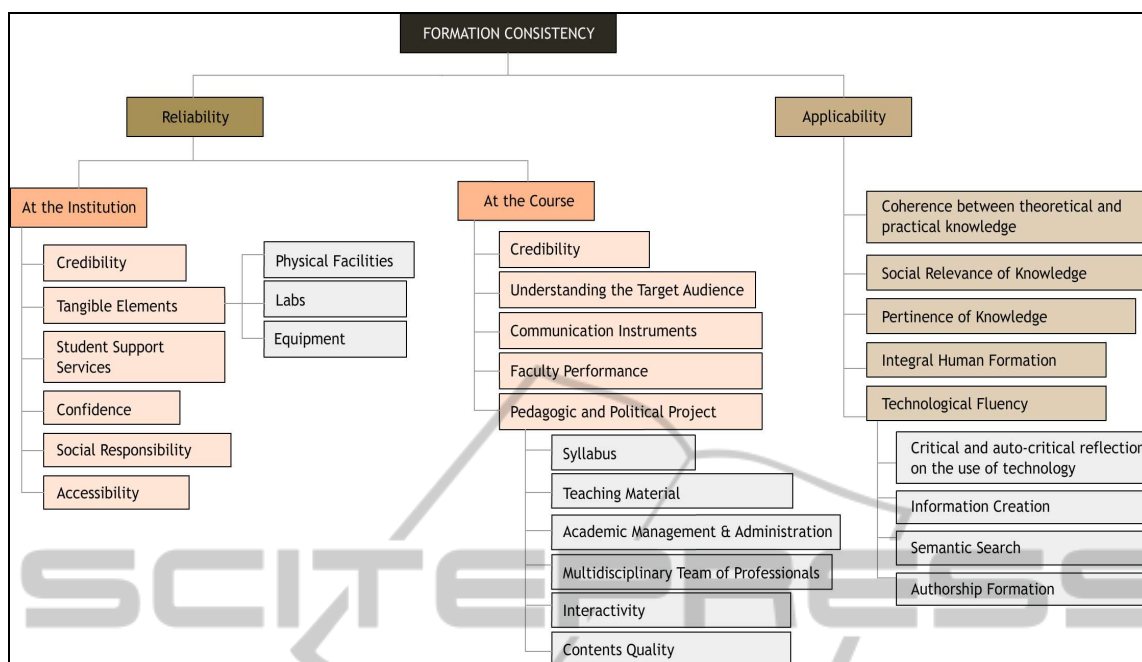 FORMATION CONSISTENCY
Reliability
Applicability
At the Institution
Credibility
Tangible Elements
Physical Facilities
Labs
Equipment
Student Support
Services
Confidence
Social Responsibility
Accessibility
At the Course
Credibility
Understanding the Target Audience
Communication Instruments
Faculty Performance
Pedagogic and Political Project
Syllabus
Teaching Material
Academic Management & Administration
Multidisciplinary Team of Professionals
Interactivity
Contents Quality
Coherence between theoretical and
practical knowledge
Social Relevance of Knowledge
Pertinence of Knowledge
Integral Human Formation
Technological Fluency
Critical and auto-critical reflection
on the use of technology
Information Creation
Semantic Search
Authorship Formation
SCITEPRESS